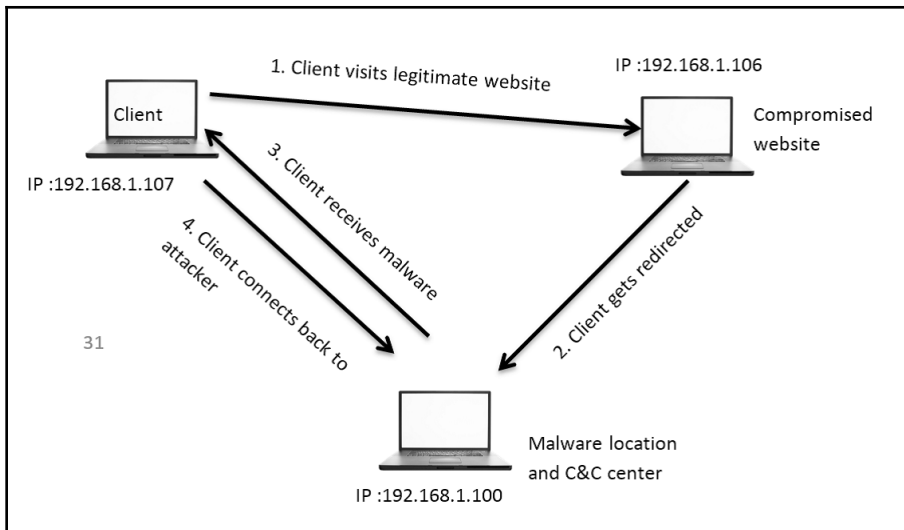 1. Client visits legitimate website
IP :192.168.1.106
Client
Compromised
website
IP :192.168.1.107
3. Client receives malware
4. Client connects back to
attacker
2. Client gets redirected
31
Malware location
and C&C center
IP :192.168.1.100